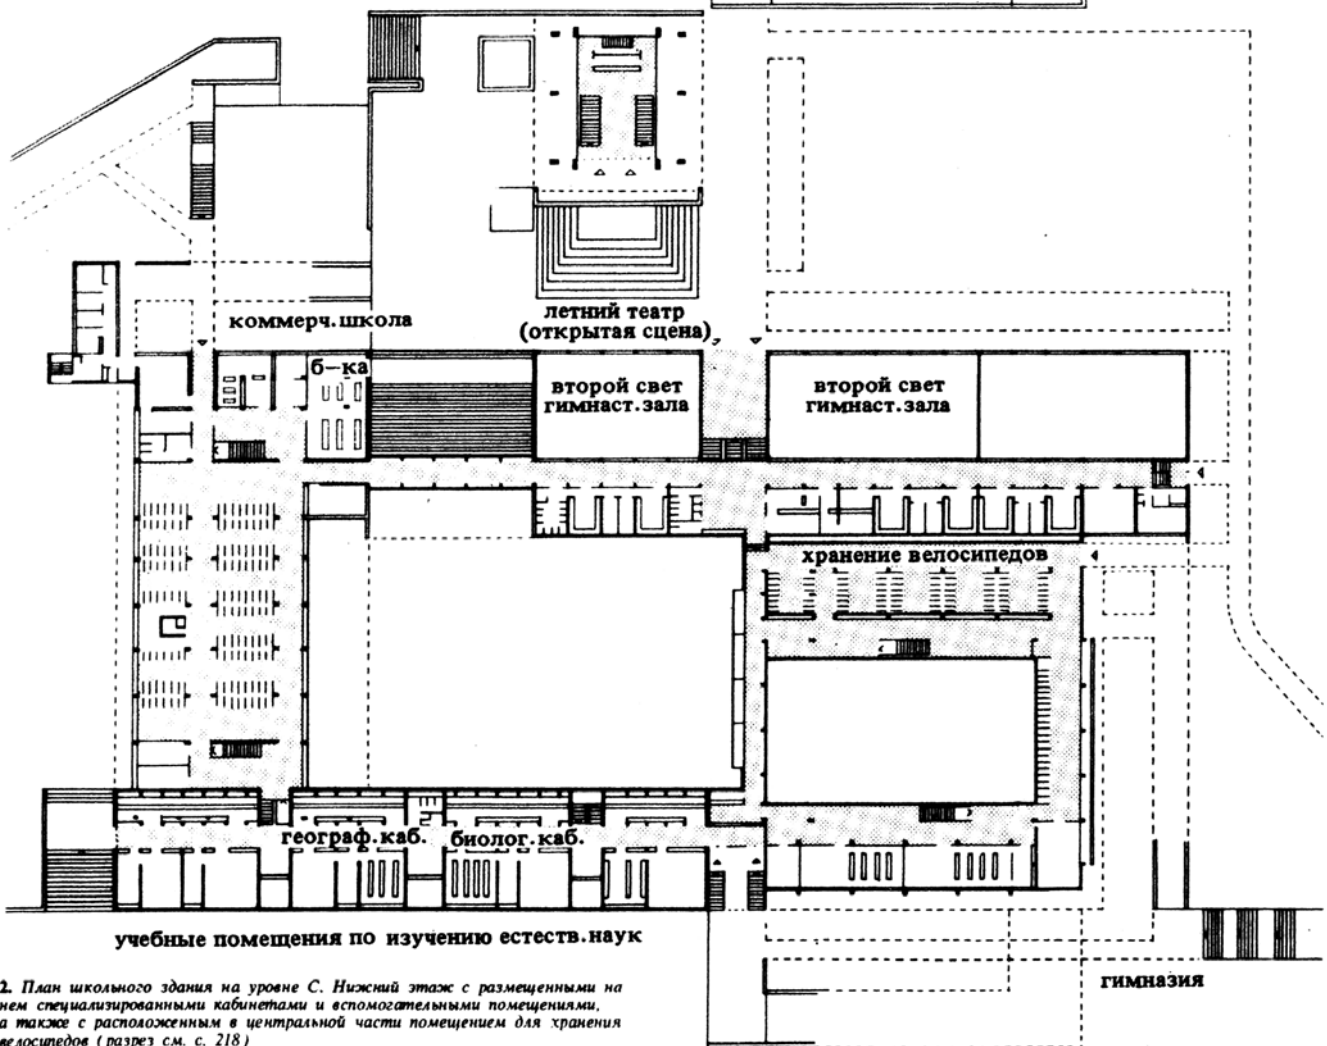 коммерч.школа
летний театр
(открытая сцена)
б-ка
второй свет
гимнаст.зала
второй свет
гимнаст.зала
хранение велосипедов
географ.каб.
биолог.каб.
учебные помещения по изучению естеств.наук
гимназия
2. План школьного здания на уровне С. Нижний этаж с размещенными на
нем специализированными кабинетами и вспомогательными помещениями,
а также с расположенным в центральной части помещением для хранения
велосипедов (разрез см. с. 218)